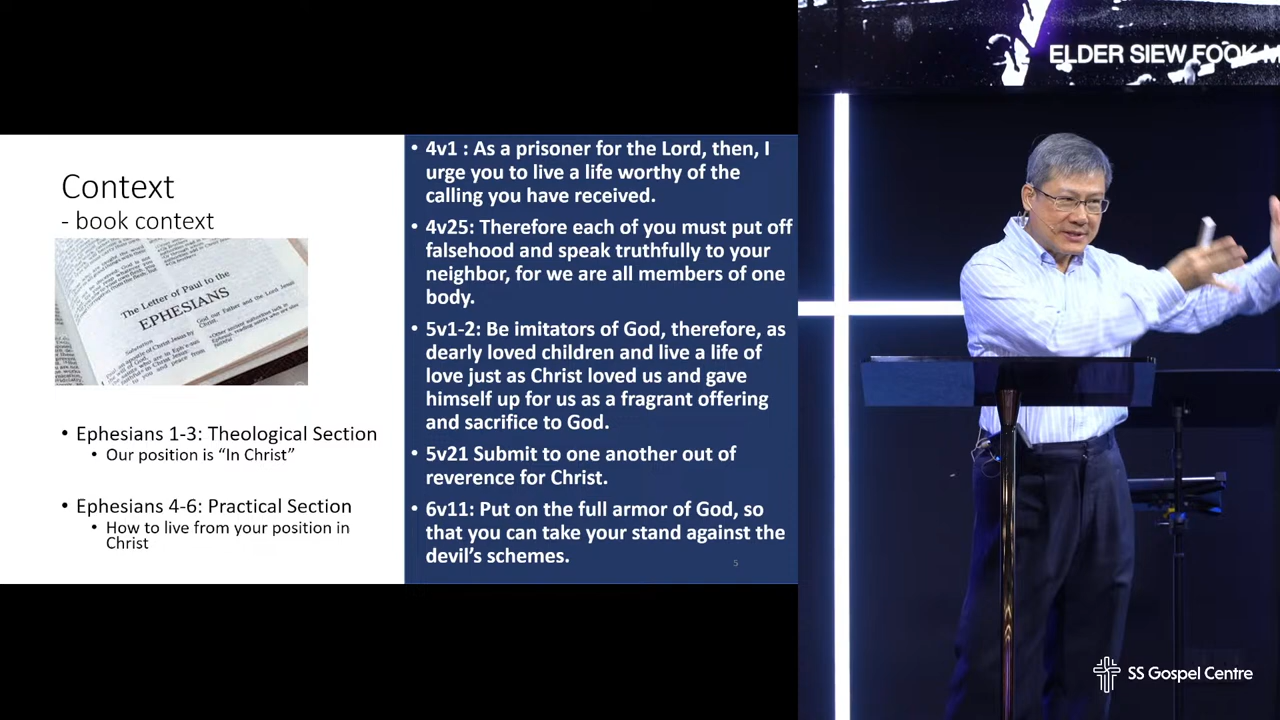 Context
- book context
The Letter of Paul to the
EPHESIANS
• Ephesians 1-3: Theological Section
• Our position is “In Christ”
• Ephesians 4-6: Practical Section
• How to live from your position in
Christ
• 4v1 : As a prisoner for the Lord, then, I
urge you to live a life worthy of the
calling you have received.
• 4v25: Therefore each of you must put off
falsehood and speak truthfully to your
neighbor, for we are all members of one
body.
• 5v1-2: Be imitators of God, therefore, as
dearly loved children and live a life of
love just as Christ loved us and gave
himself up for us as a fragrant offering
and sacrifice to God.
• 5v21 Submit to one another out of
reverence for Christ.
• 6v11: Put on the full armor of God, so
that you can take your stand against the
devil’s schemes.
5
ELDER SIEW FOOK M
SS Gospel Centre